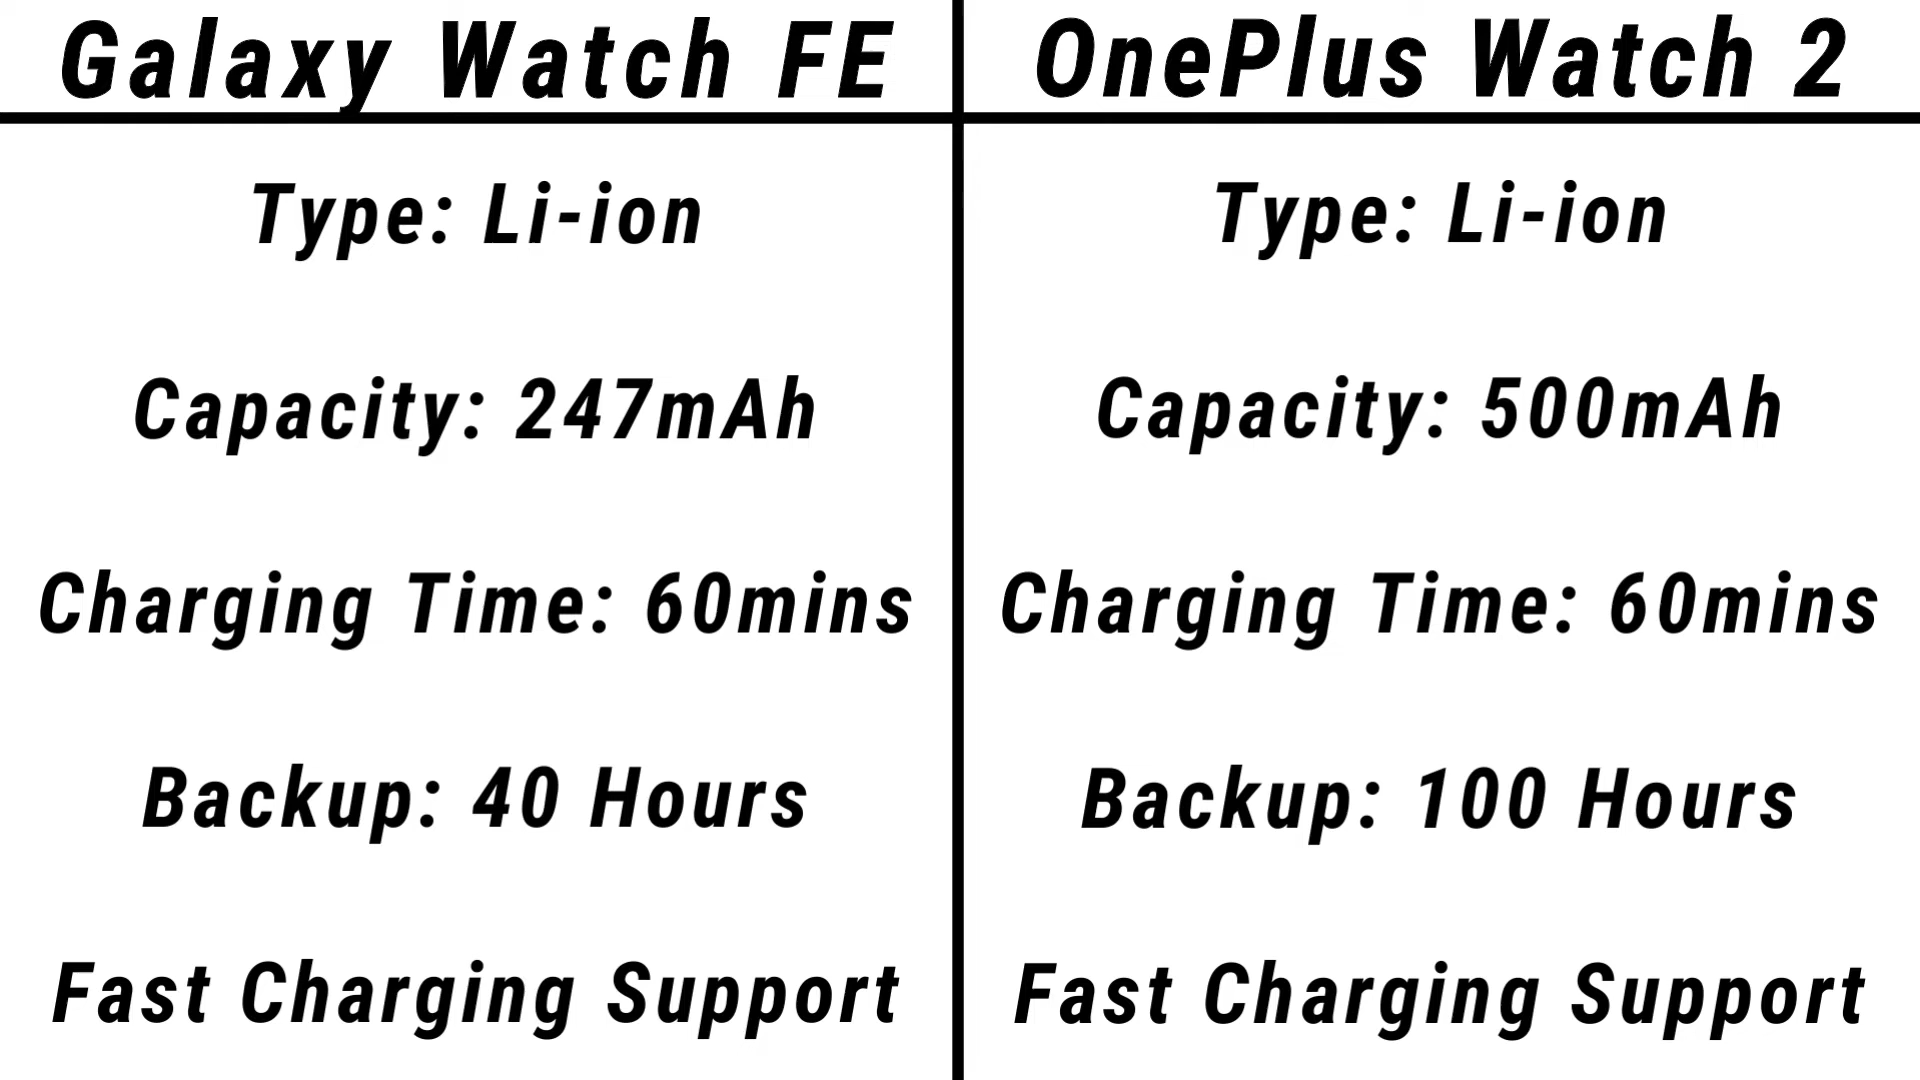 Galaxy Watch FE
Type: Li-ion
Capacity: 247mAh
Charging Time: 60mins
Backup: 40 Hours
Fast Charging Support
OnePlus Watch 2
Type: Li-ion
Capacity: 500mAh
Charging Time: 60mins
Backup: 100 Hours
Fast Charging Support